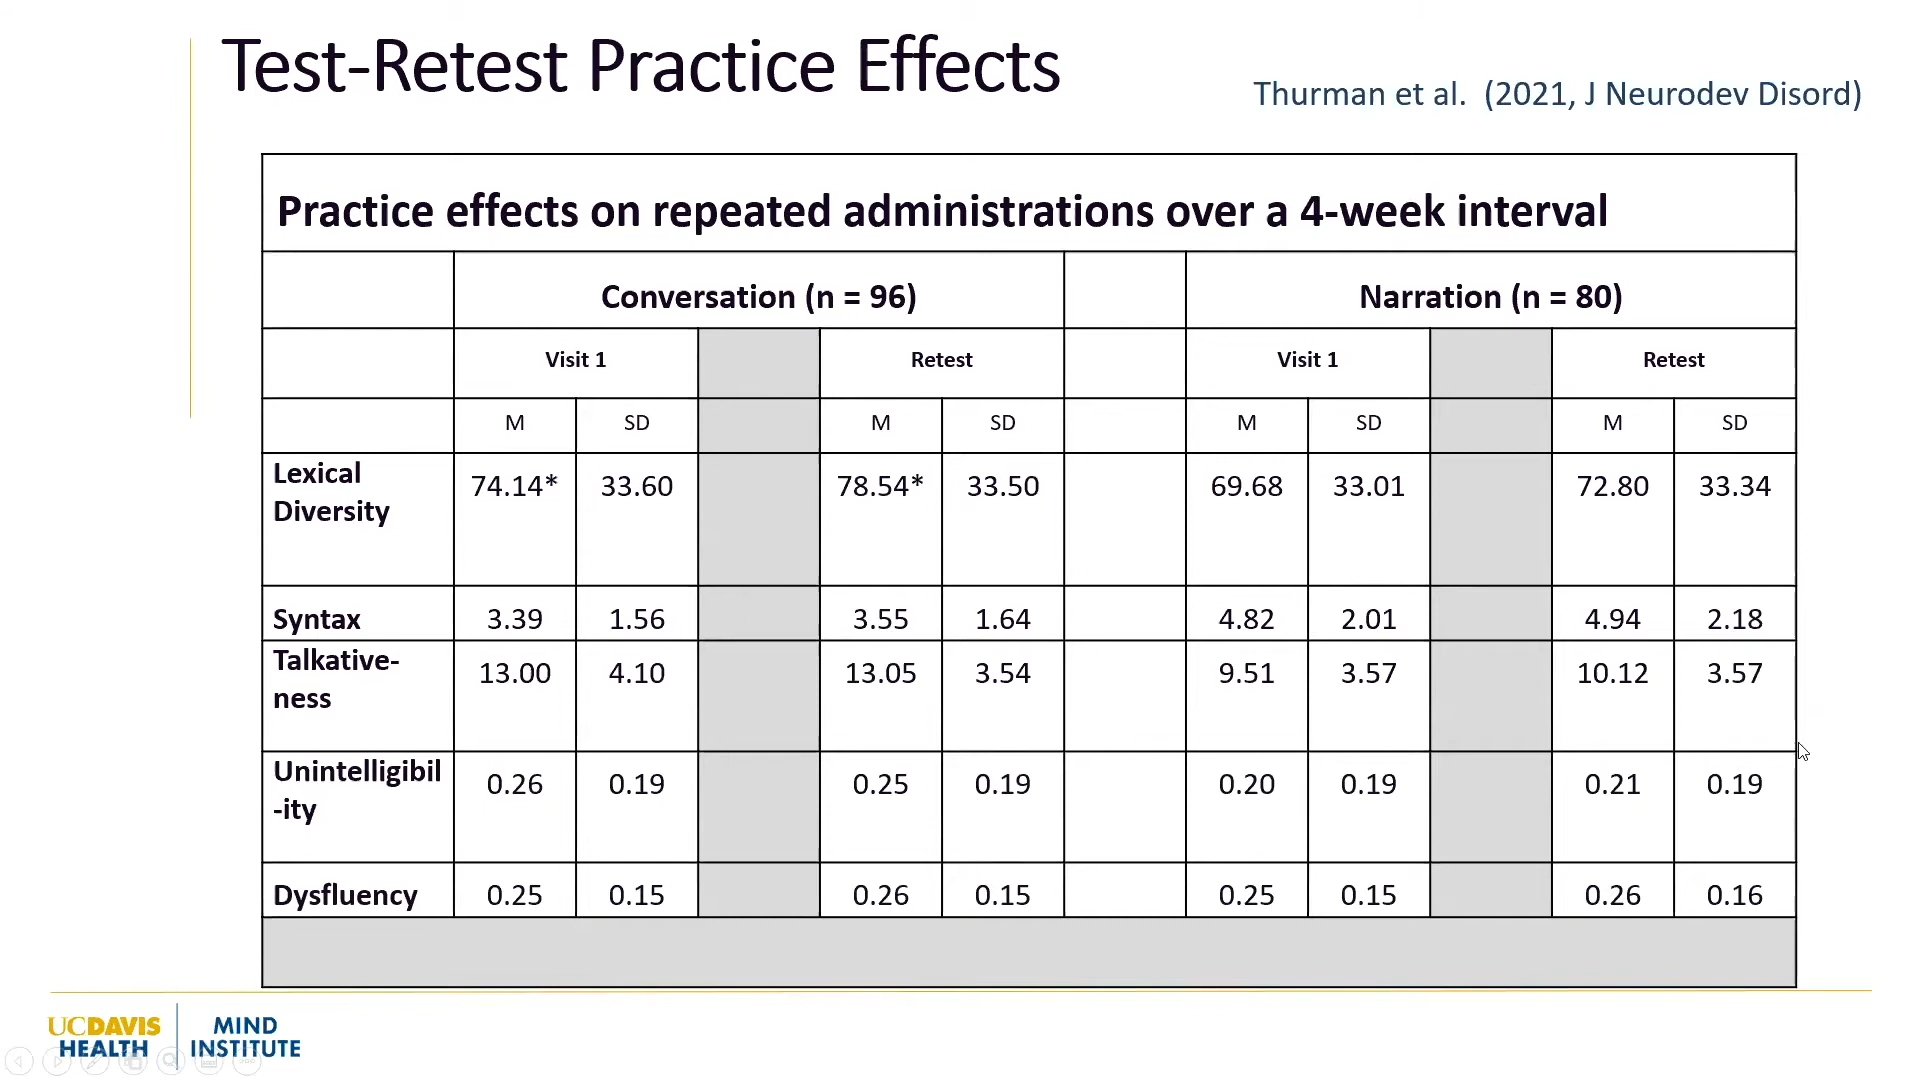 Test-Retest Practice Effects
Thurman et al. (2021, J Neurodev Disord)
Practice effects on repeated administrations over a 4-week interval
Conversation (n = 96) Narration (n = 80)
Visit 1 Retest Visit 1 Retest
M SD M SD M SD M SD
Lexical
Diversity 74.14* 33.60 78.54* 33.50 69.68 33.01 72.80 33.34
Syntax 3.39 1.56 3.55 1.64 4.82 2.01 4.94 2.18
Talkative-
ness 13.00 4.10 13.05 3.54 9.51 3.57 10.12 3.57
Unintelligibil
-ity 0.26 0.19 0.25 0.19 0.20 0.19 0.21 0.19
Dysfluency 0.25 0.15 0.26 0.15 0.25 0.15 0.26 0.16
UCDAVIS
HEALTH
MIND
INSTITUTE